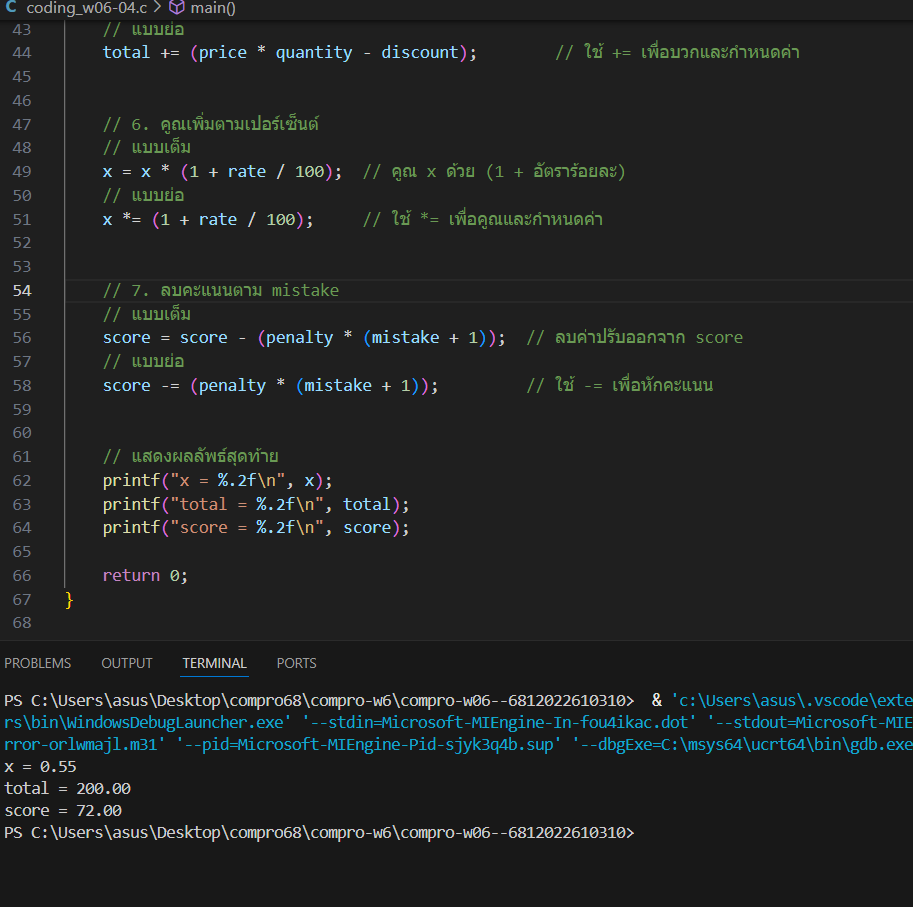 C coding_w06-04.c > main()
43 // แบบย่อ
44 total += (price * quantity - discount); // ใช้ += เพื่อบวกและกำหนดค่า
45
46
47 // 6. คูณเพิ่มตามเปอร์เซ็นต์
48 // แบบเต็ม
49 x = x * (1 + rate / 100); // คูณ x ด้วย (1 + อัตราร้อยละ)
50 // แบบย่อ
51 x *= (1 + rate / 100); // ใช้ *= เพื่อคูณและกำหนดค่า
52
53
54 // 7. ลบคะแนนตาม mistake
55 // แบบเต็ม
56 score = score - (penalty * (mistake + 1)); // ลบค่าปรับออกจาก score
57 // แบบย่อ
58 score -= (penalty * (mistake + 1)); // ใช้ -= เพื่อหักคะแนน
59
60
61 // แสดงผลลัพธ์สุดท้าย
62 printf("x = %.2f\n", x);
63 printf("total = %.2f\n", total);
64 printf("score = %.2f\n", score);
65
66 return 0;
67 }
68
PROBLEMS OUTPUT TERMINAL PORTS
PS C:\Users\asus\Desktop\compro68\compro-w6\compro-w06--6812022610310> & 'c:\Users\asus\.vscode\exte
rs\bin\WindowsDebugLauncher.exe' '--stdin=Microsoft-MIEngine-In-fou4ikac.dot' '--stdout=Microsoft-MIE
rror-orlwmajl.m31' '--pid=Microsoft-MIEngine-Pid-sjyk3q4b.sup' '--dbgExe=C:\msys64\ucrt64\bin\gdb.exe
x = 0.55
total = 200.00
score = 72.00
PS C:\Users\asus\Desktop\compro68\compro-w6\compro-w06--6812022610310>